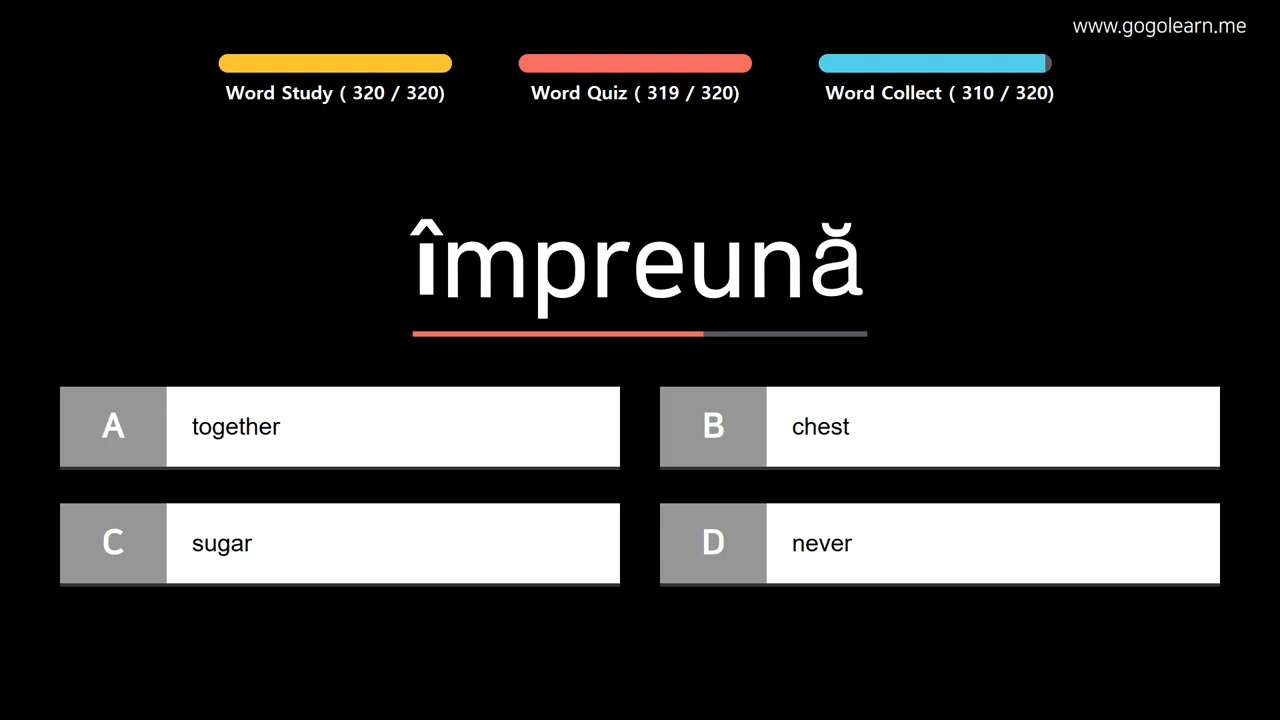 www.gogolearn.me
Word Study ( 320 / 320)
Word Quiz ( 319 / 320)
Word Collect ( 310 / 320)
împreună
A together
B chest
C sugar
D never